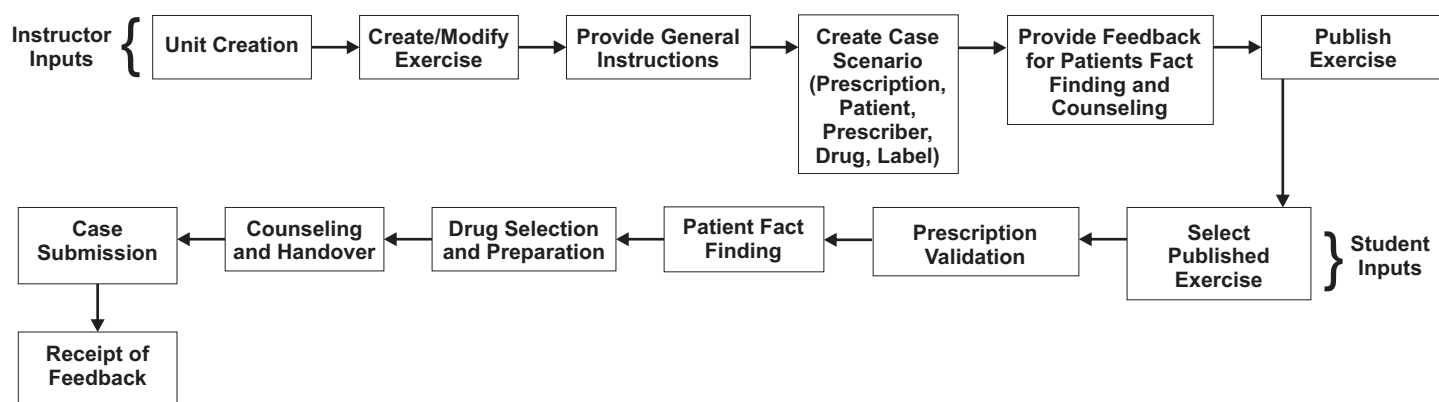 Instructor
Inputs
{
Unit Creation
Create/Modify
Exercise
Provide General
Instructions
Create Case
Scenario
(Prescription,
Patient,
Prescriber,
Drug, Label)
Provide Feedback
for Patients Fact
Finding and
Counseling
Publish
Exercise
Case
Submission
Counseling
and Handover
Drug Selection
and Preparation
Patient Fact
Finding
Prescription
Validation
Select
Published
Exercise
}
Student
Inputs
Receipt of
Feedback